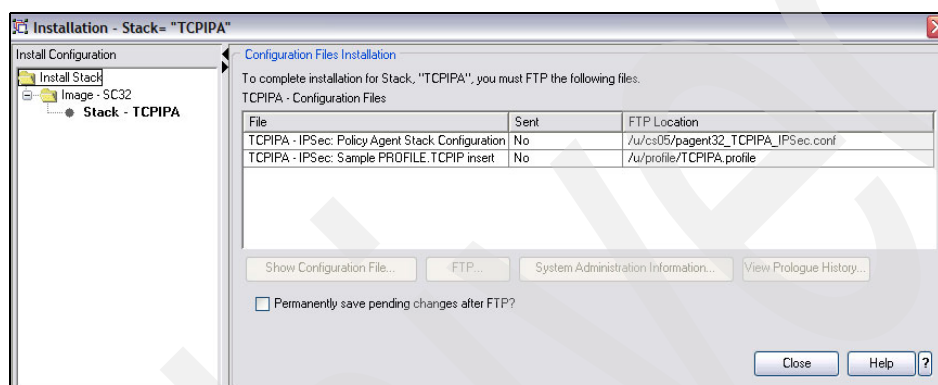 Installation - Stack= "TCPIPA"
Install Configuration
Install Stack
Image - SC32
Stack - TCPIPA
Configuration Files Installation
To complete installation for Stack, "TCPIPA", you must FTP the following files.
TCPIPA - Configuration Files
File Sent FTP Location
TCPIPA - IPSec: Policy Agent Stack Configuration No /u/cs05/pagent32_TCPIPA_IPSec.conf
TCPIPA - IPSec: Sample PROFILE.TCPIP insert No /u/profile/TCPIPA.profile
Show Configuration File... FTP... System Administration Information... View Prologue History...
Permanently save pending changes after FTP?
Close Help ?